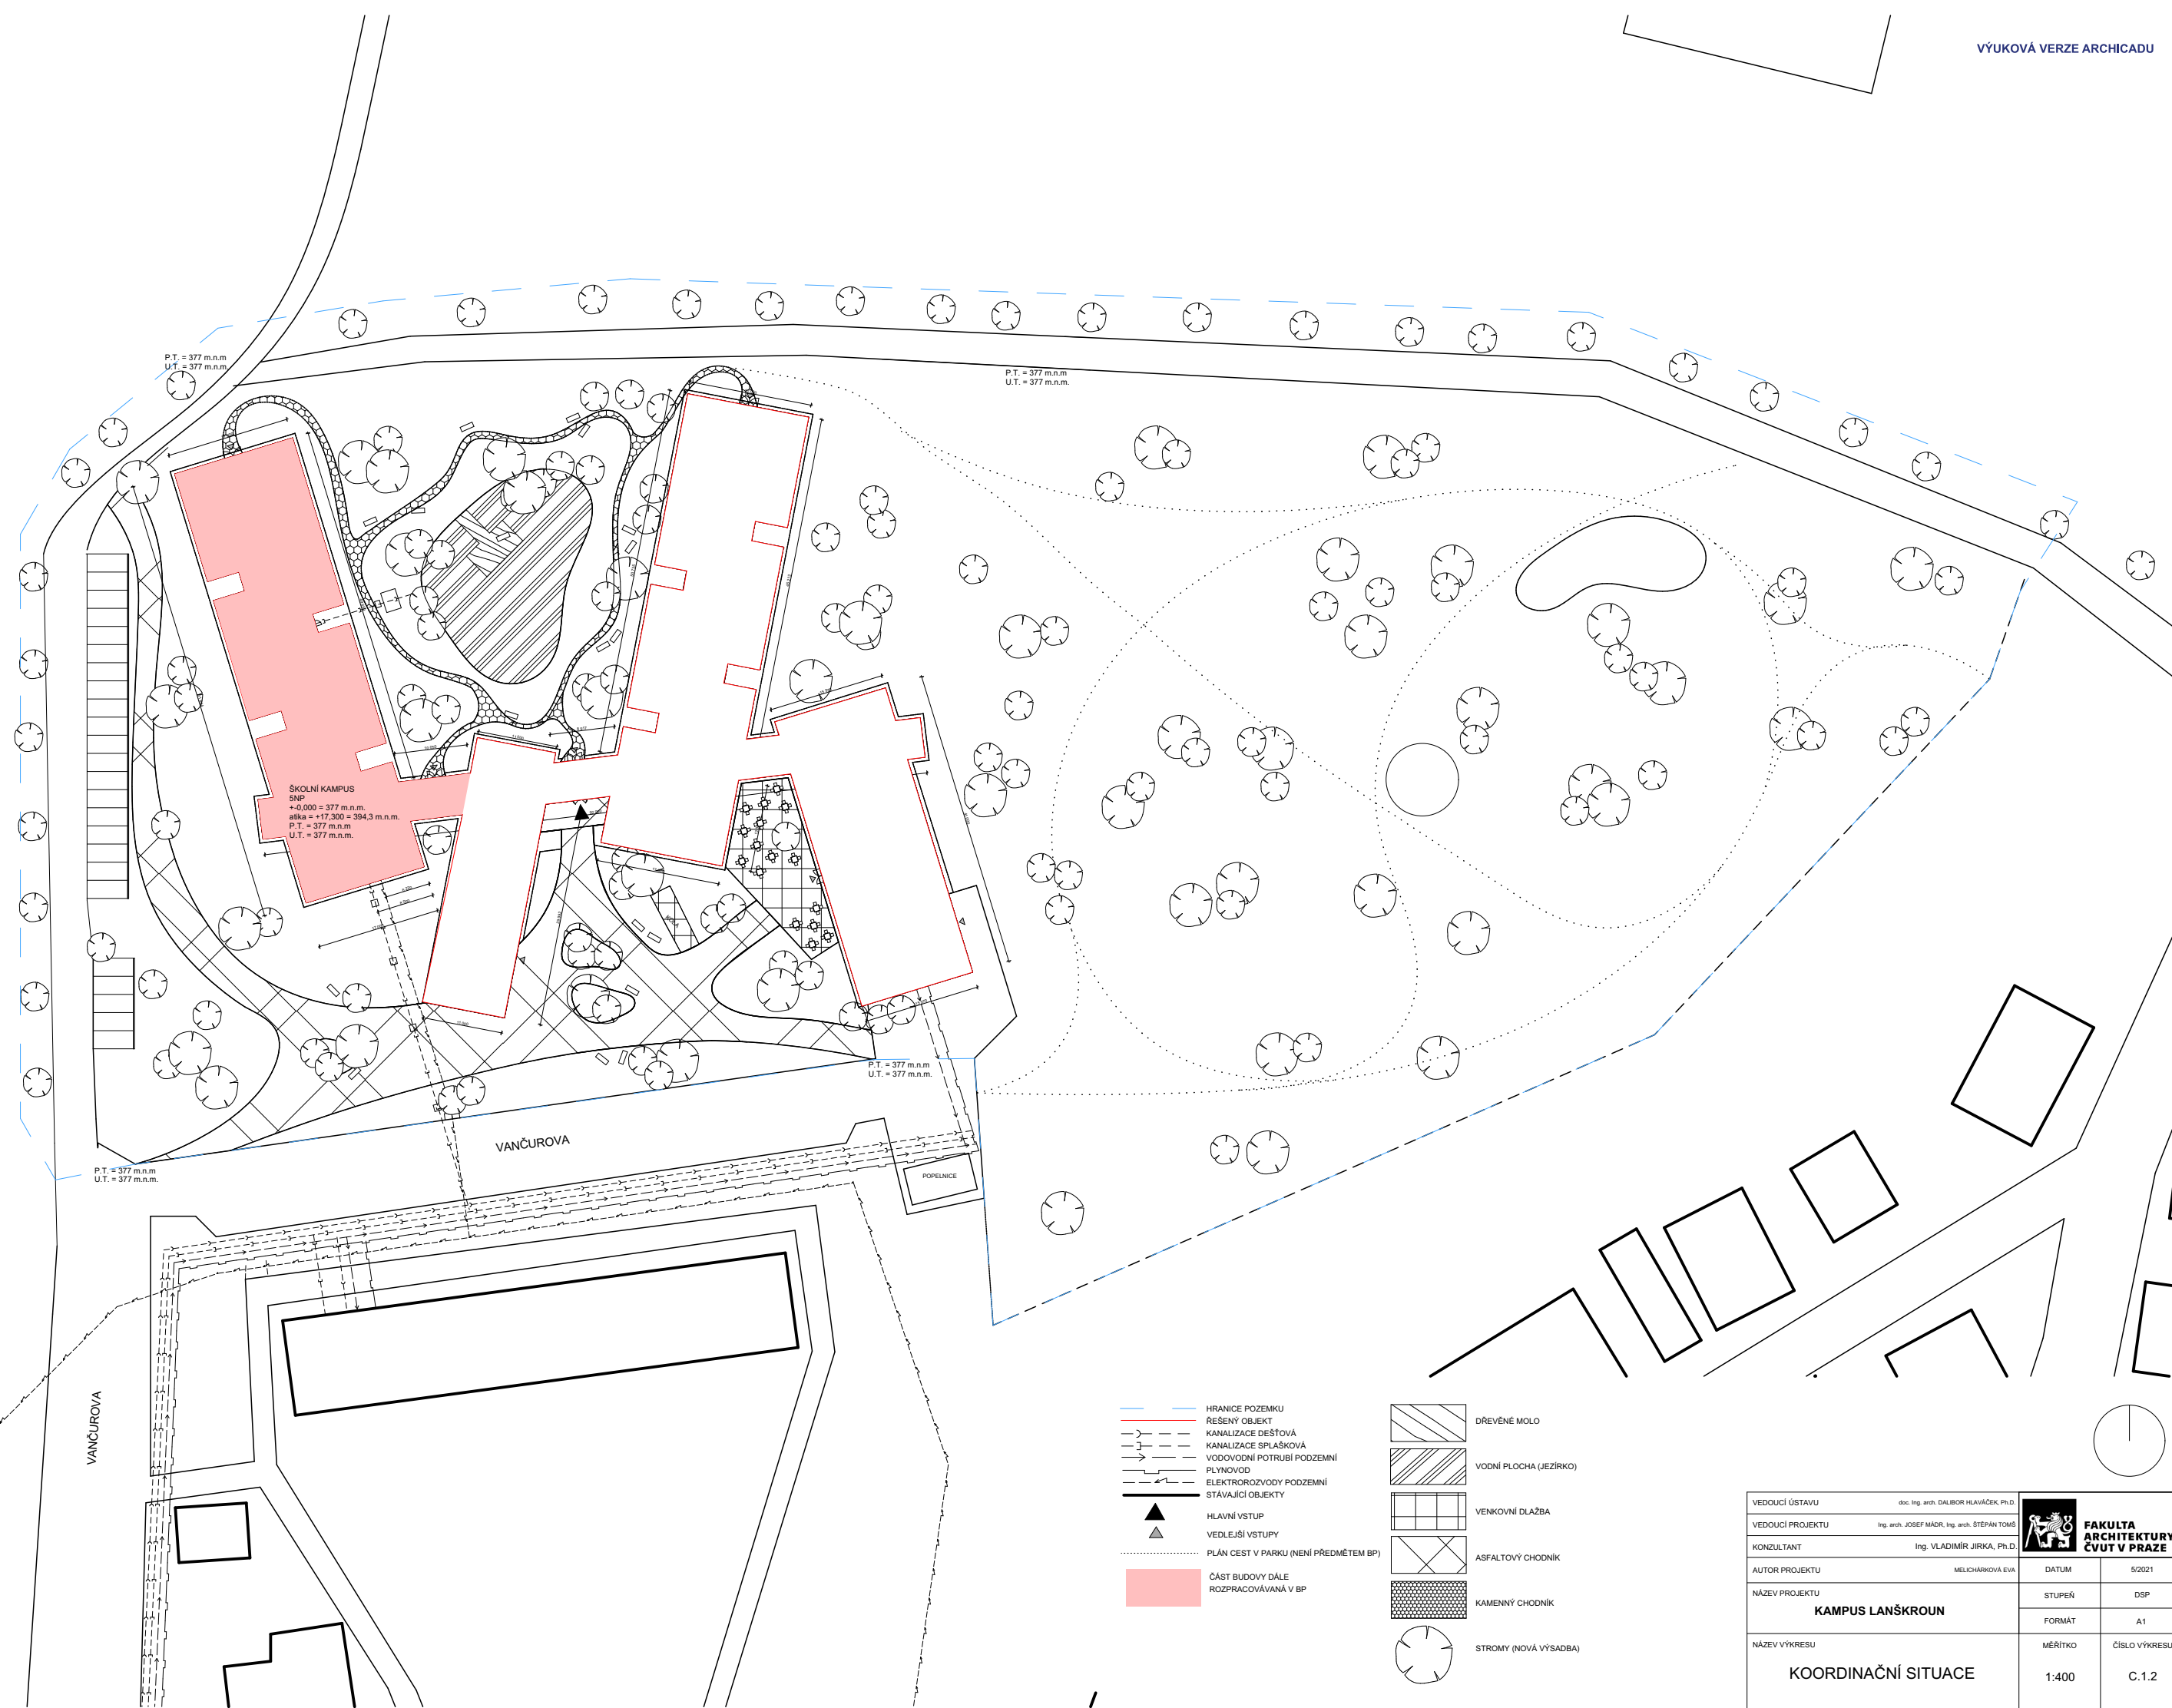 VÝUKOVÁ VERZE ARCHICADU
P.T. = 377 m.n.m
U.T. = 377 m.n.m.
P.T. = 377 m.n.m
U.T. = 377 m.n.m.
ŠKOLNÍ KAMPUS
5NP
+-0,000 = 377 m.n.m.
atika = +17,300 = 394,3 m.n.m.
P.T. = 377 m.n.m
U.T. = 377 m.n.m.
P.T. = 377 m.n.m
U.T. = 377 m.n.m.
VANČUROVA
P.T. = 377 m.n.m
U.T. = 377 m.n.m.
POPELNICE
VANČUROVA
HRANICE POZEMKU
ŘEŠENÝ OBJEKT
KANALIZACE DEŠŤOVÁ
KANALIZACE SPLAŠKOVÁ
VODOVODNÍ POTRUBÍ PODZEMNÍ
PLYNOVOD
ELEKTROROZVODY PODZEMNÍ
STÁVAJÍCÍ OBJEKTY
HLAVNÍ VSTUP
VEDLEJŠÍ VSTUPY
PLÁN CEST V PARKU (NENÍ PŘEDMĚTEM BP)
ČÁST BUDOVY DÁLE
ROZPRACOVÁVANÁ V BP
DŘEVĚNÉ MOLO
VODNÍ PLOCHA (JEZÍRKO)
VENKOVNÍ DLAŽBA
ASFALTOVÝ CHODNÍK
KAMENNÝ CHODNÍK
STROMY (NOVÁ VÝSADBA)
VEDOUCÍ ÚSTAVU doc. Ing. arch. DALIBOR HLAVÁČEK, Ph.D.
VEDOUCÍ PROJEKTU Ing. arch. JOSEF MÁDR, Ing. arch. ŠTĚPÁN TOMŠ
KONZULTANT Ing. VLADIMÍR JIRKA, Ph.D.
FAKULTA
ARCHITEKTURY
ČVUT V PRAZE
AUTOR PROJEKTU MELICHÁRKOVÁ EVA
DATUM 5/2021
NÁZEV PROJEKTU
KAMPUS LANŠKROUN
STUPEŇ DSP
FORMÁT A1
NÁZEV VÝKRESU
KOORDINAČNÍ SITUACE
MĚŘÍTKO
1:400
ČÍSLO VÝKRESU
C.1.2